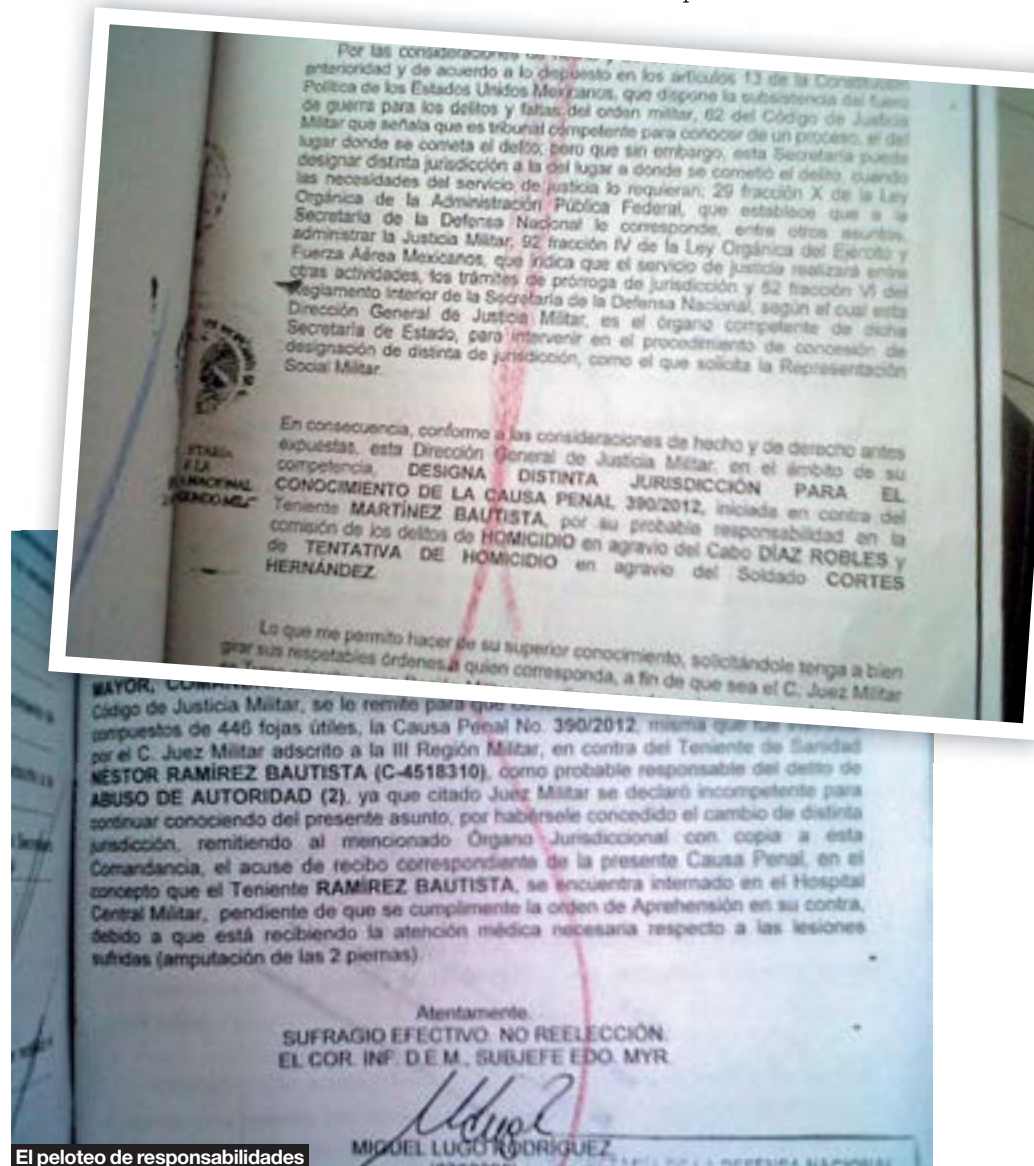 Por las consideraciones de
anterioridad y de acuerdo a lo dispuesto en los artículos 13 de la Constitución
Política de los Estados Unidos Mexicanos, que dispone la subsistencia del fuero
de guerra para los delitos y faltas del orden militar, 62 del Código de Justicia
Militar que señala que es tribunal competente para conocer de un proceso, el del
lugar donde se cometa el delito; pero que sin embargo, esta Secretaría puede
designar distinta jurisdicción a la del lugar a donde se cometió el delito, cuando
las necesidades del servicio de justicia lo requieran; 29 fracción X de la Ley
Orgánica de la Administración Pública Federal, que establece que a la
Secretaría de la Defensa Nacional le corresponde, entre otros asuntos,
administrar la Justicia Militar, 92 fracción IV de la Ley Orgánica del Ejército y
Fuerza Aérea Mexicanos, que indica que el servicio de justicia realizará entre
otras actividades, los trámites de prórroga de jurisdicción y 52 fracción VI del
Reglamento Interior de la Secretaría de la Defensa Nacional, según el cual esta
Dirección General de Justicia Militar, es el órgano competente de dicha
Secretaría de Estado, para intervenir en el procedimiento de concesión de
designación de distinta de jurisdicción, como el que solicita la Representación
Social Militar.
En consecuencia, conforme a las consideraciones de hecho y de derecho antes
expuestas, esta Dirección General de Justicia Militar, en el ámbito de su
competencia, DESIGNA DISTINTA JURISDICCIÓN PARA EL
CONOCIMIENTO DE LA CAUSA PENAL 390/2012, iniciada en contra del
Teniente MARTÍNEZ BAUTISTA, por su probable responsabilidad en la
comisión de los delitos de HOMICIDIO en agravio del Cabo DÍAZ ROBLES y
de TENTATIVA DE HOMICIDIO en agravio del Soldado CORTES
HERNÁNDEZ.
Lo que me permito hacer de su superior conocimiento, solicitándole tenga a bien
girar sus respetables órdenes a quien corresponda, a fin de que sea el C. Juez Militar
MAYOR,
Código de Justicia Militar, se le remite para que
compuestos de 446 fojas útiles, la Causa Penal No. 390/2012, misma que fue
por el C. Juez Militar adscrito a la III Región Militar, en contra del Teniente de Sanidad
NESTOR RAMÍREZ BAUTISTA (C-4518310), como probable responsable del delito de
ABUSO DE AUTORIDAD (2), ya que citado Juez Militar se declaró incompetente para
continuar conociendo del presente asunto, por habérsele concedido el cambio de distinta
jurisdicción, remitiendo al mencionado Órgano Jurisdiccional con copia a esta
Comandancia, el acuse de recibo correspondiente de la presente Causa Penal, en el
concepto que el Teniente RAMÍREZ BAUTISTA, se encuentra internado en el Hospital
Central Militar, pendiente de que se cumplimente la orden de Aprehensión en su contra,
debido a que está recibiendo la atención médica necesaria respecto a las lesiones
sufridas (amputación de las 2 piernas).
Atentamente.
SUFRAGIO EFECTIVO. NO REELECCIÓN.
EL COR. INF. D.E.M., SUBJEFE EDO. MYR.
MIGUEL LUGO RODRÍGUEZ
DE LA DEFENSA NACIONAL
El peloteo de responsabilidades